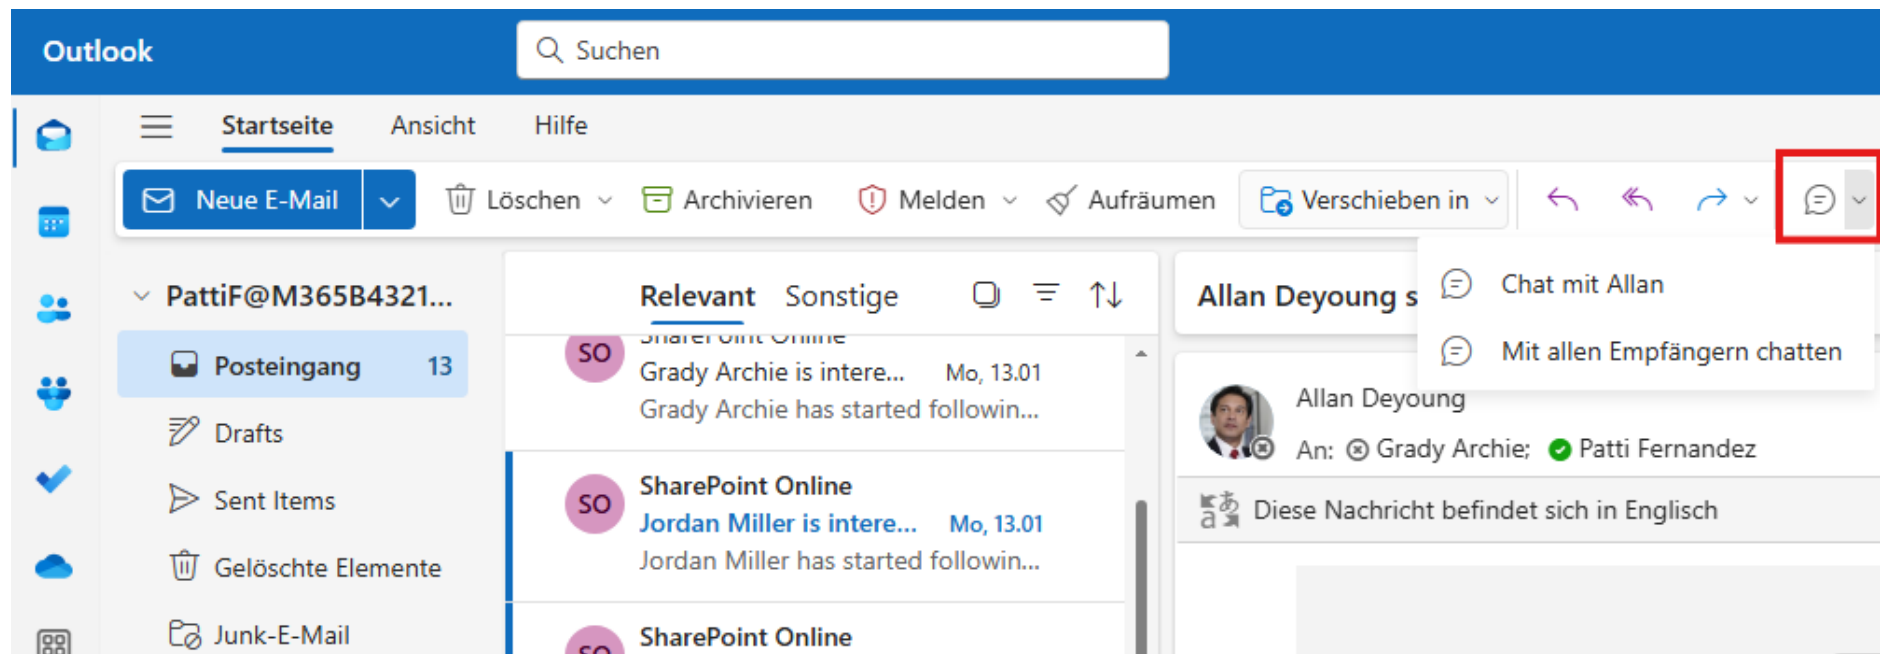 Outlook
Suchen
Startseite Ansicht Hilfe
Neue E-Mail Löschen Archivieren Melden Aufräumen Verschieben in
Chat mit Allan
Mit allen Empfängern chatten
PattiF@M365B4321...
Posteingang 13
Drafts
Sent Items
Gelöschte Elemente
Junk-E-Mail
Relevant Sonstige
SO
SharePoint Online
Grady Archie is intere... Mo, 13.01
Grady Archie has started followin...
SO
SharePoint Online
Jordan Miller is intere... Mo, 13.01
Jordan Miller has started followin...
SO
SharePoint Online
Allan Deyoung s
Allan Deyoung
An: Grady Archie; Patti Fernandez
Diese Nachricht befindet sich in Englisch